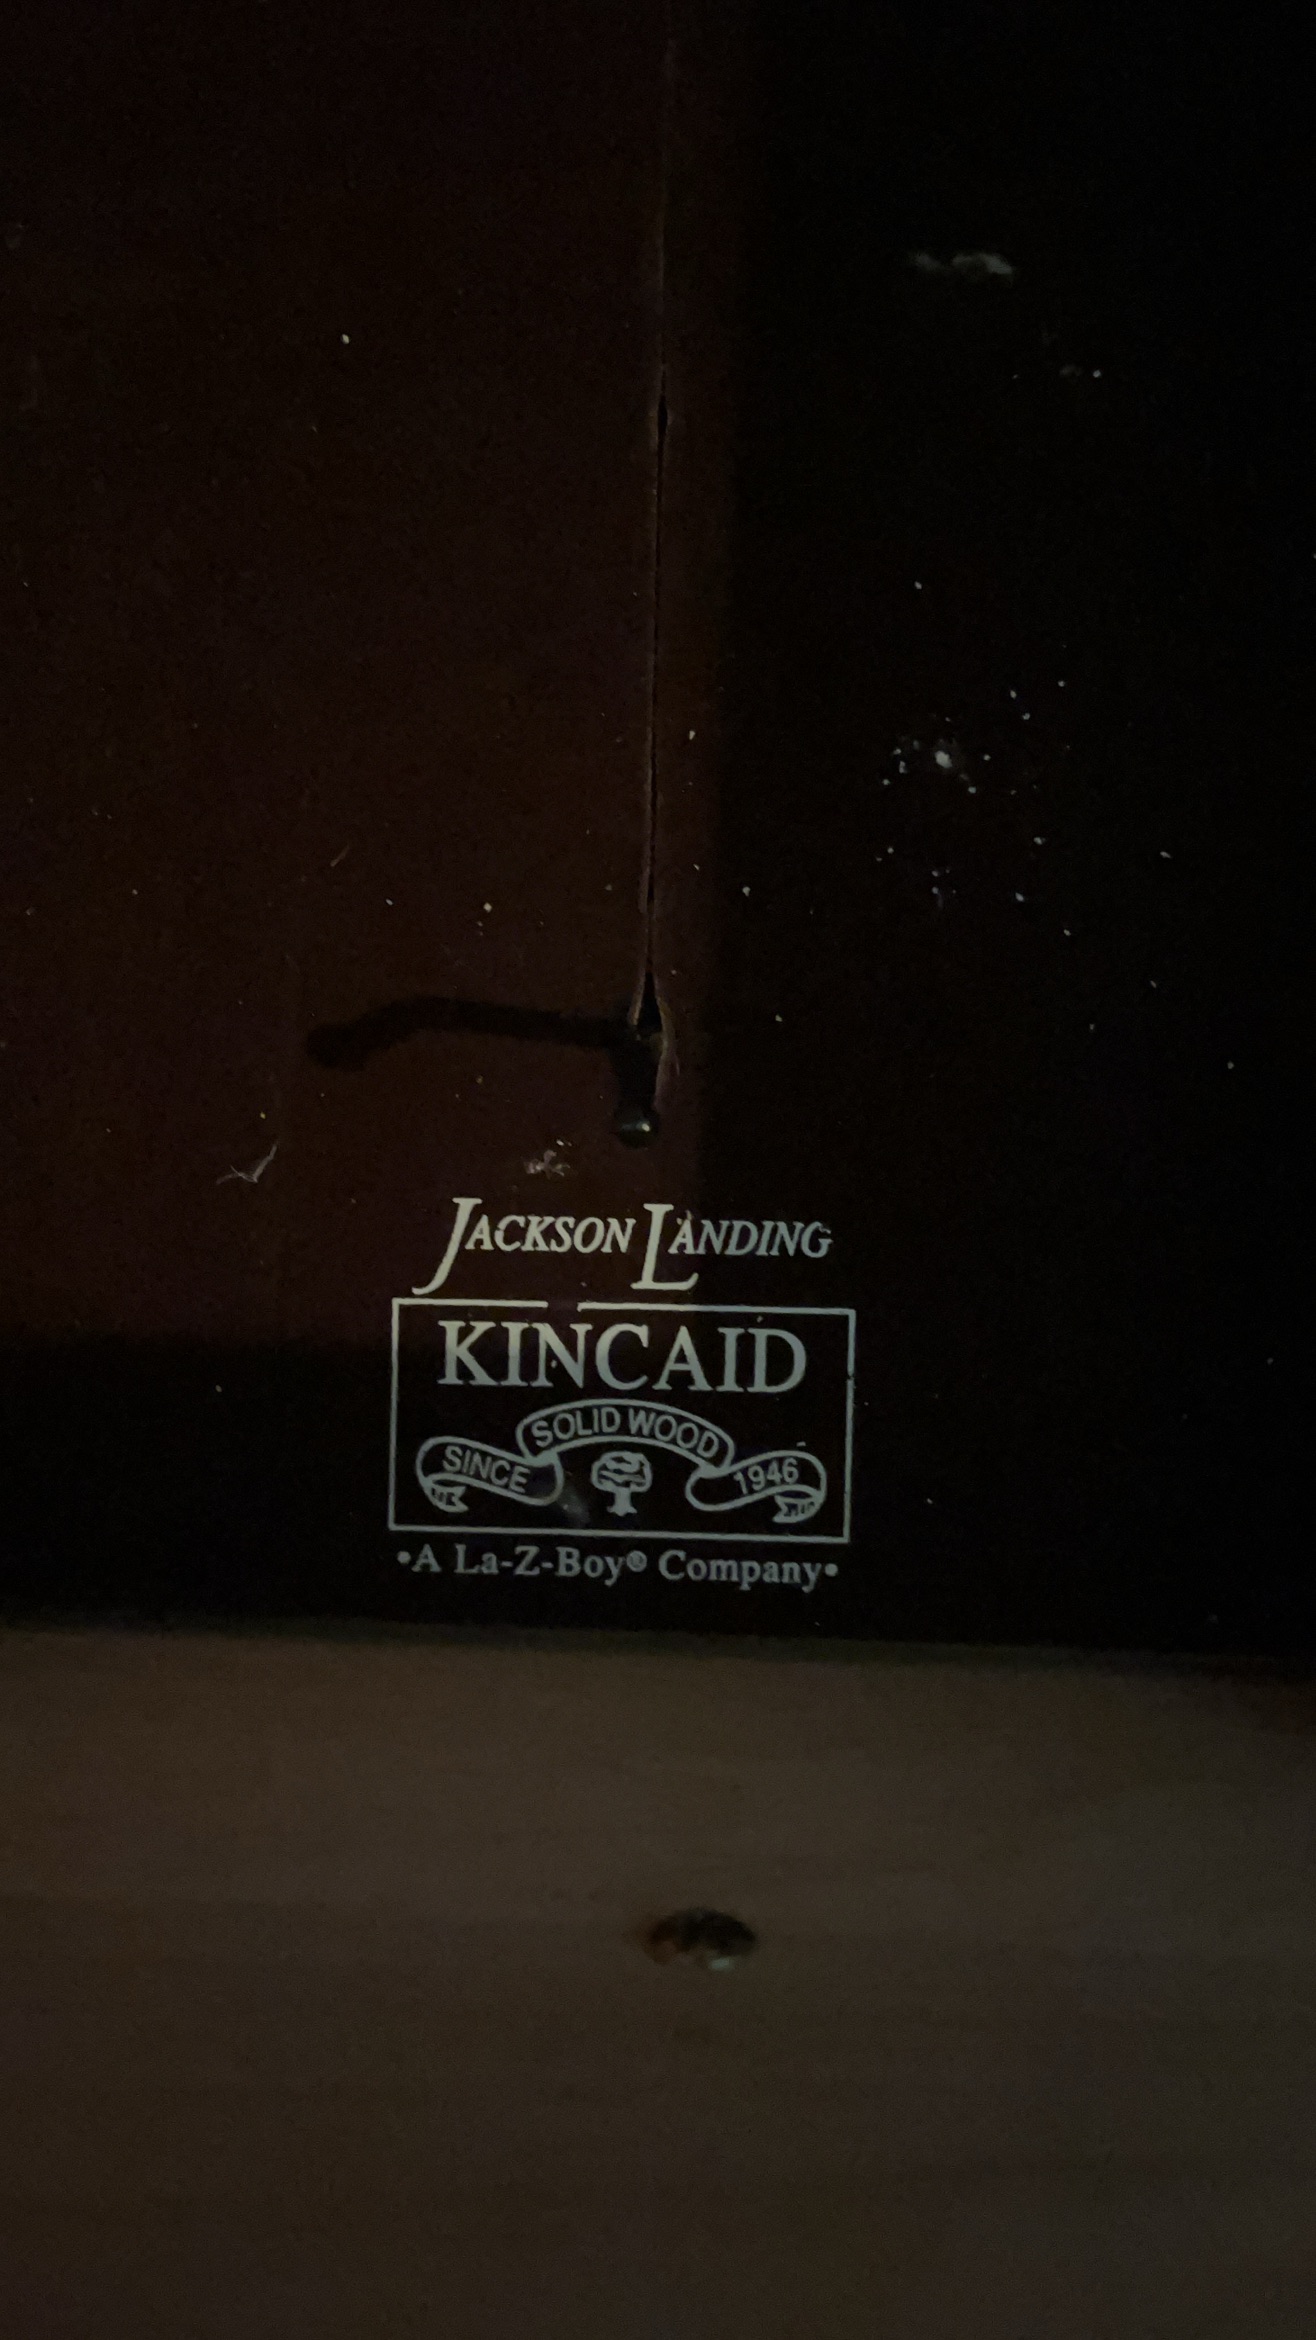 JACKSON LANDING
KINCAID
SOLID WOOD
SINCE 1946
•A La-Z-Boy® Company•